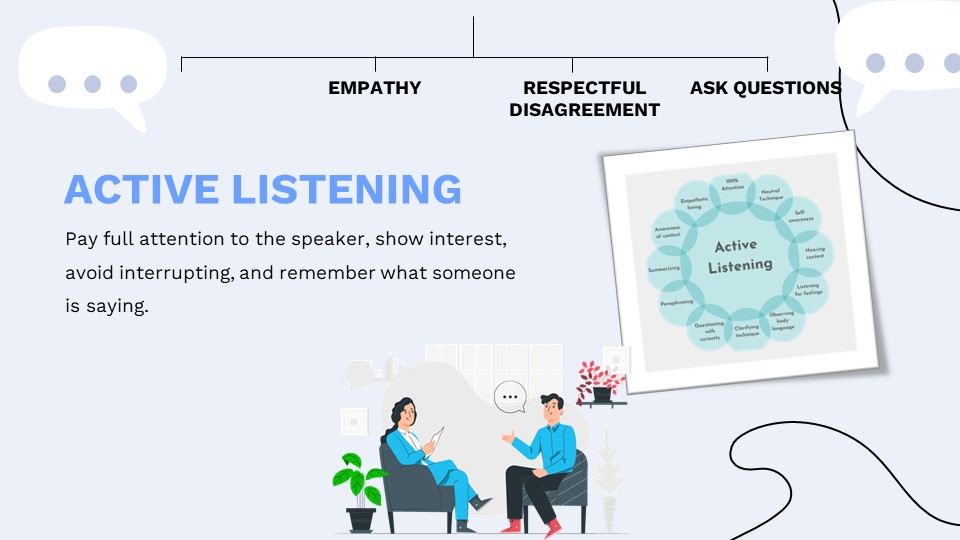 EMPATHY
RESPECTFUL
DISAGREEMENT
ASK QUESTIONS
ACTIVE LISTENING
Pay full attention to the speaker, show interest,
avoid interrupting, and remember what someone
is saying.
Active
Listening
100%
Attention
Neutral
Technique
Self-
awareness
Hearing
context
Listening
for feelings
Observing
body
language
Clarifying
technique
Questioning
with
curiosity
Paraphrasing
Summarising
Awareness
of context
Empathetic
being